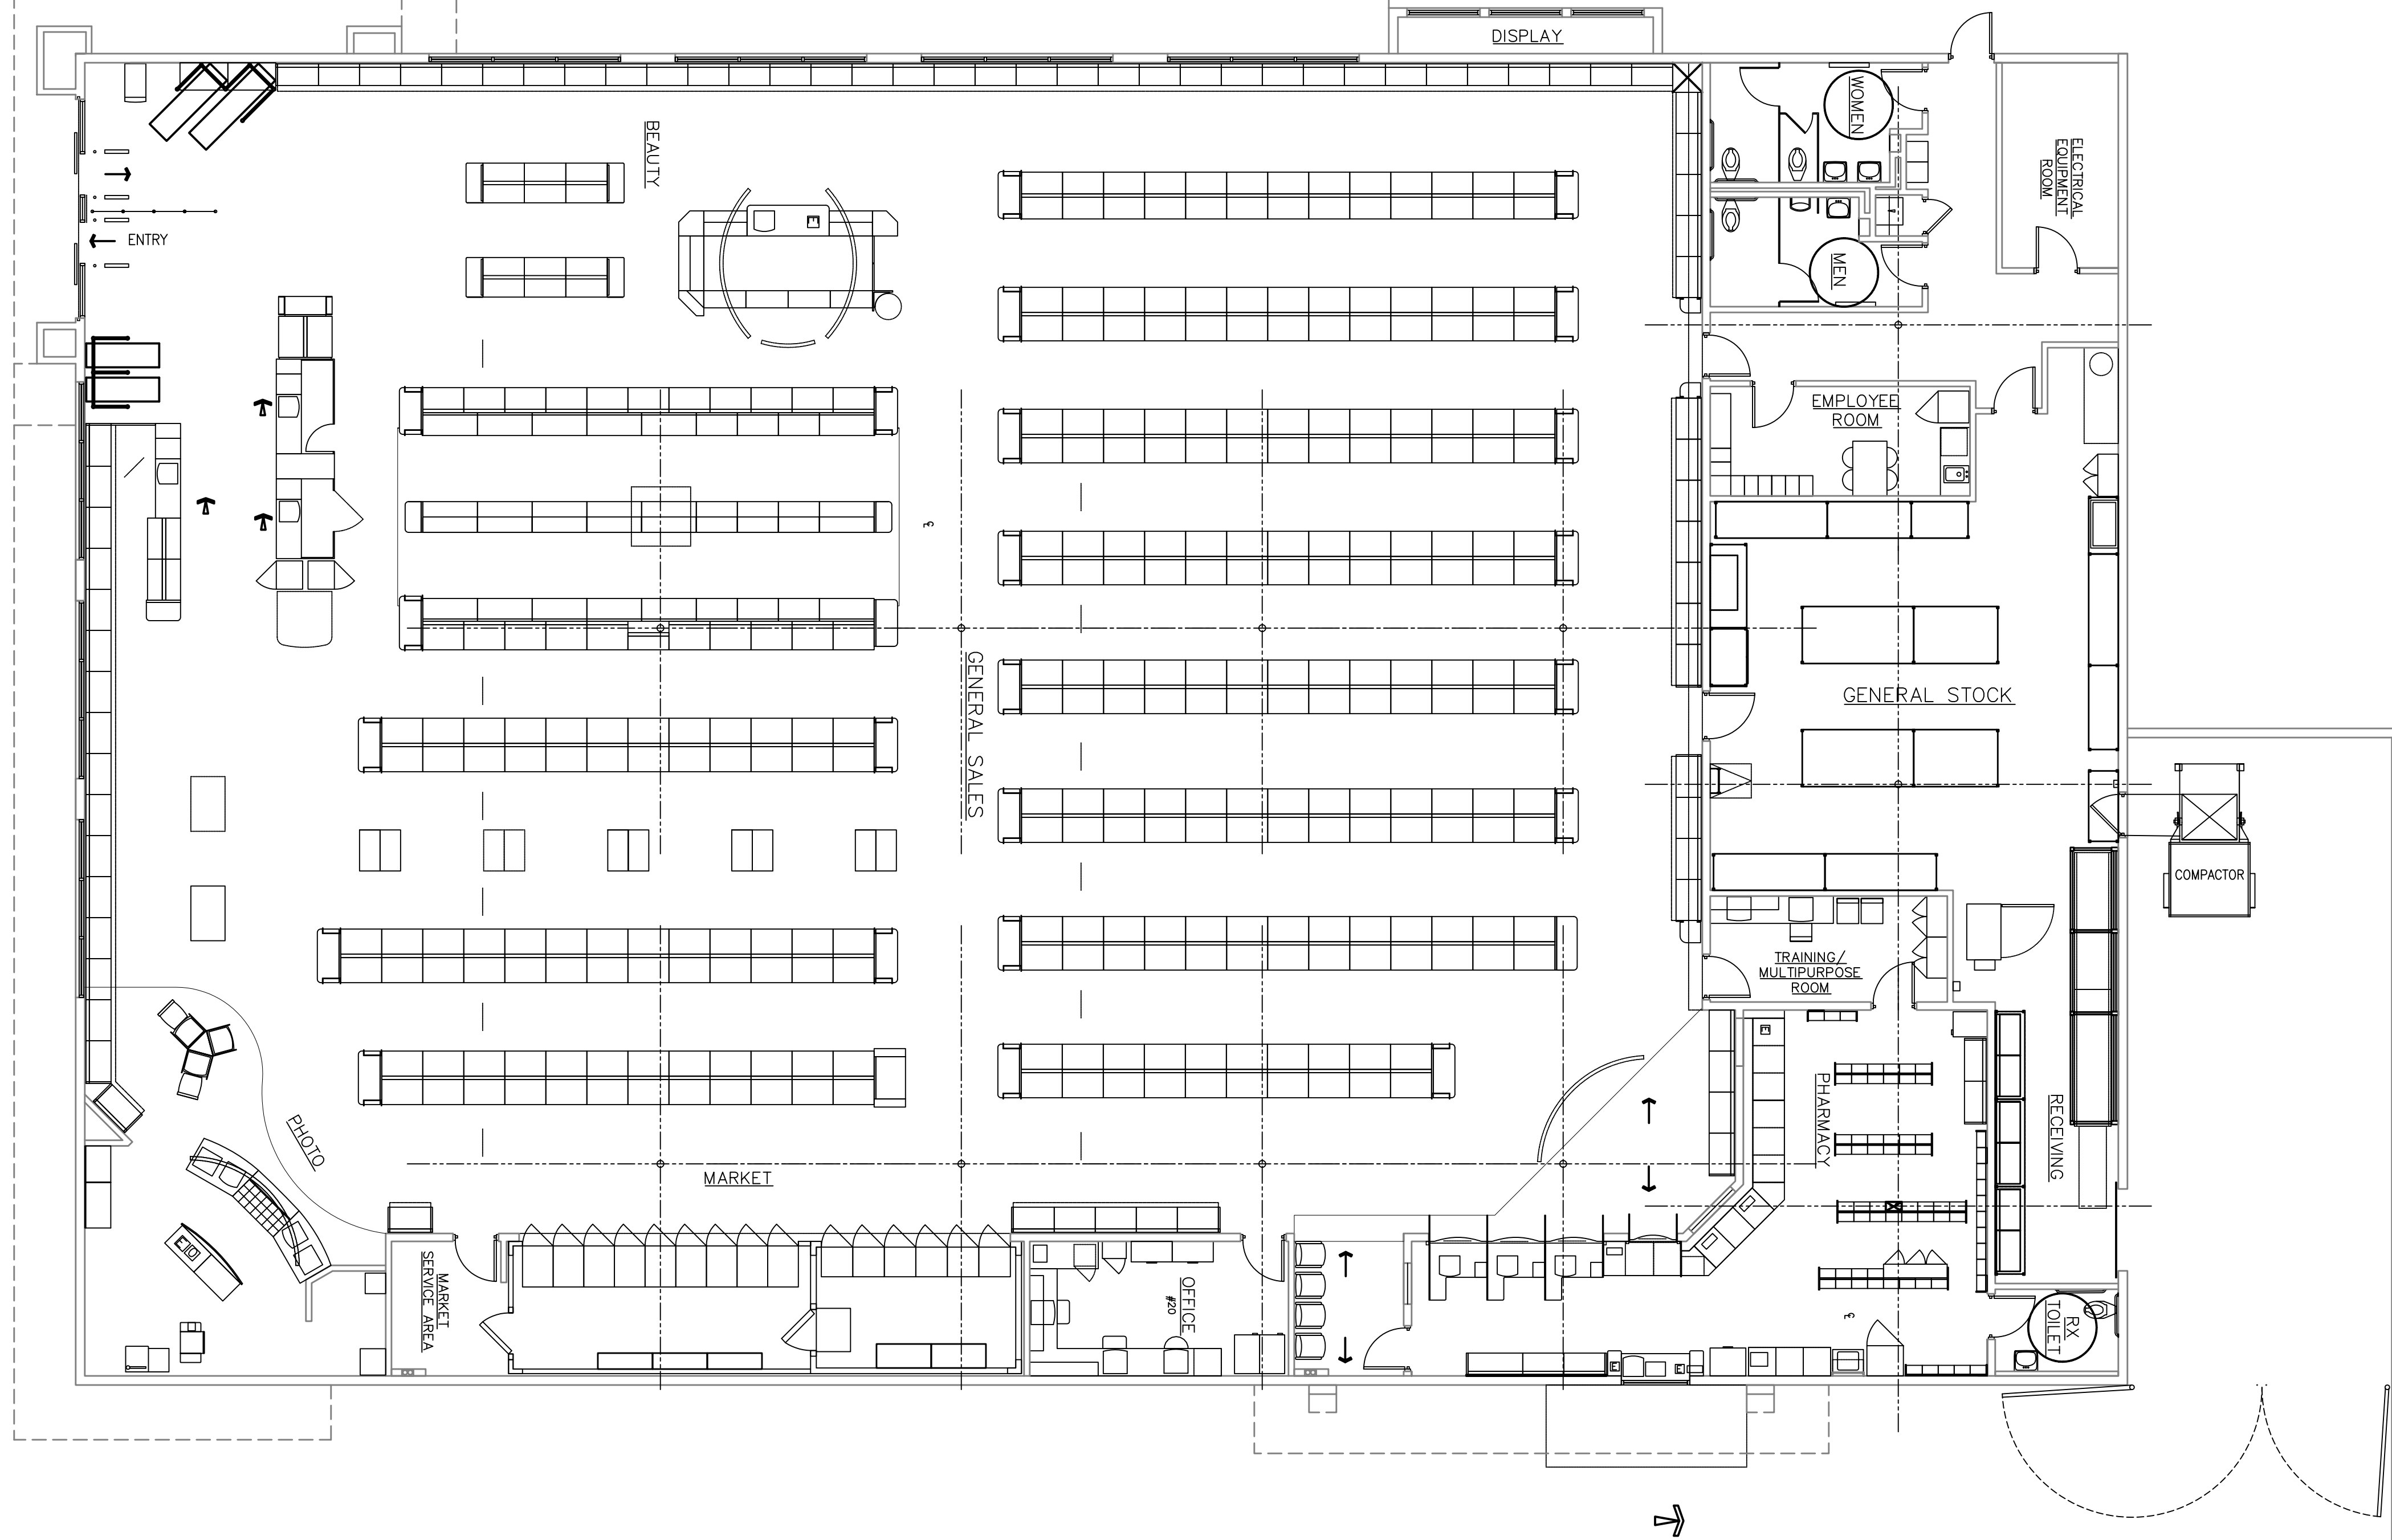 DISPLAY
WOMEN
ELECTRICAL
EQUIPMENT
ROOM
BEAUTY
ENTRY
MEN
EMPLOYEE
ROOM
GENERAL SALES
GENERAL STOCK
COMPACTOR
TRAINING/
MULTIPURPOSE
ROOM
PHARMACY
RECEIVING
PHOTO
MARKET
MARKET
SERVICE AREA
OFFICE
#20
RX
TOILET